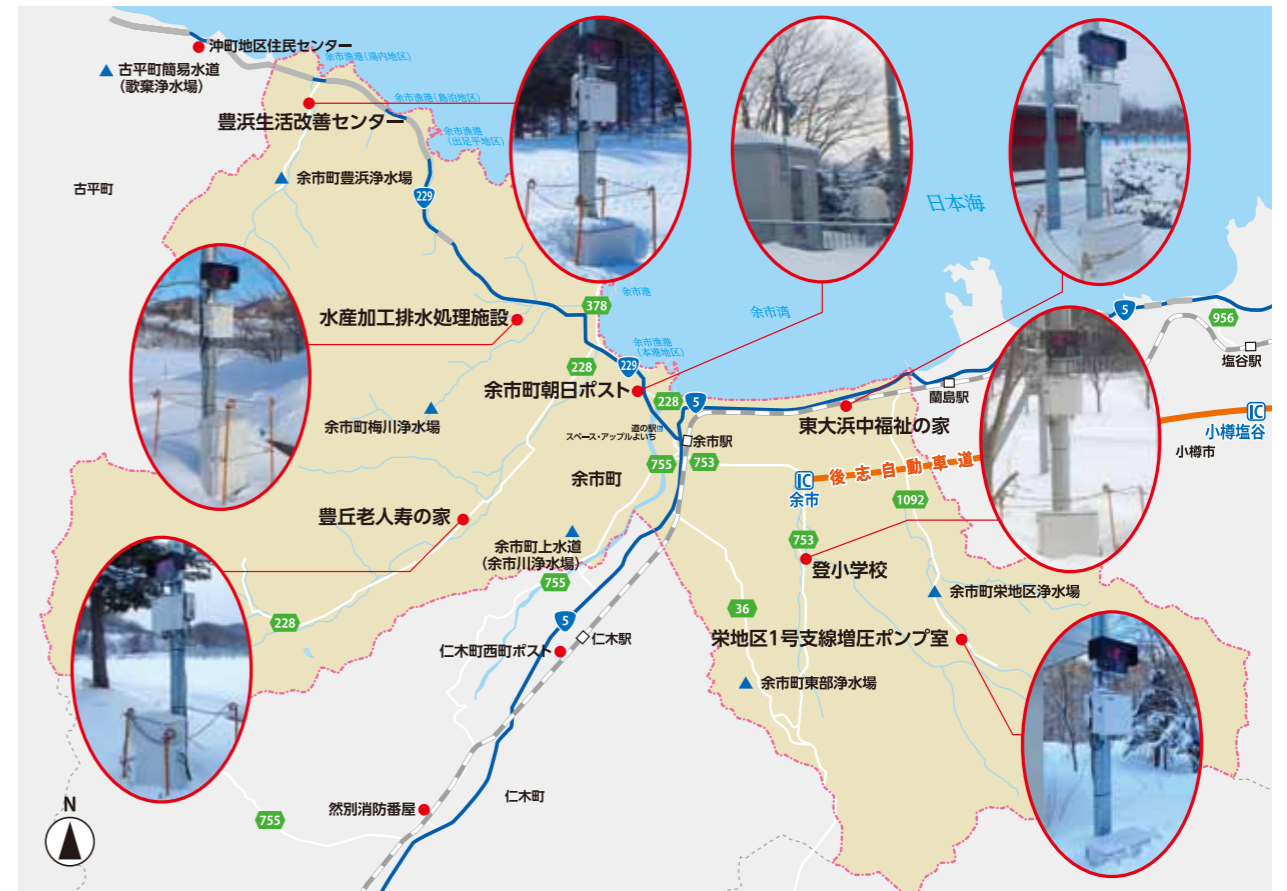 沖町地区住民センター
古平町簡易水道
(歌棄浄水場)
余市漁港(湯内地区)
余市漁港(島泊地区)
豊浜生活改善センター
余市漁港
(出足平地区)
古平町
余市町豊浜浄水場
229
日本海
水産加工排水処理施設
378
余市港
余市湾
5
956
塩谷駅
228
余市漁港
(本港地区)
229
余市町朝日ポスト
228
5
蘭島駅
東大浜中福祉の家
IC
小樽塩谷
小樽市
余市町梅川浄水場
道の駅
スペース・アップルよいち
余市駅
755
753
余市町
IC
余市
後志自動車道
1092
豊丘老人寿の家
余市町上水道
(余市川浄水場)
755
753
登小学校
余市町栄地区浄水場
228
5
36
仁木駅
仁木町西町ポスト
栄地区1号支線増圧ポンプ室
余市町東部浄水場
N
755
然別消防番屋
仁木町